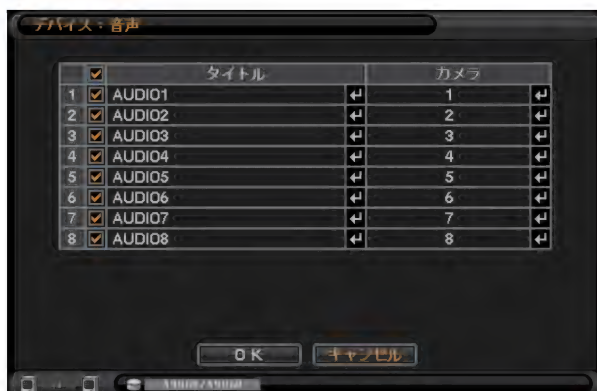 デバイス：音声
タイトル カメラ
1 AUDIO1 1
2 AUDIO2 2
3 AUDIO3 3
4 AUDIO4 4
5 AUDIO5 5
6 AUDIO6 6
7 AUDIO7 7
8 AUDIO8 8
OK キャンセル